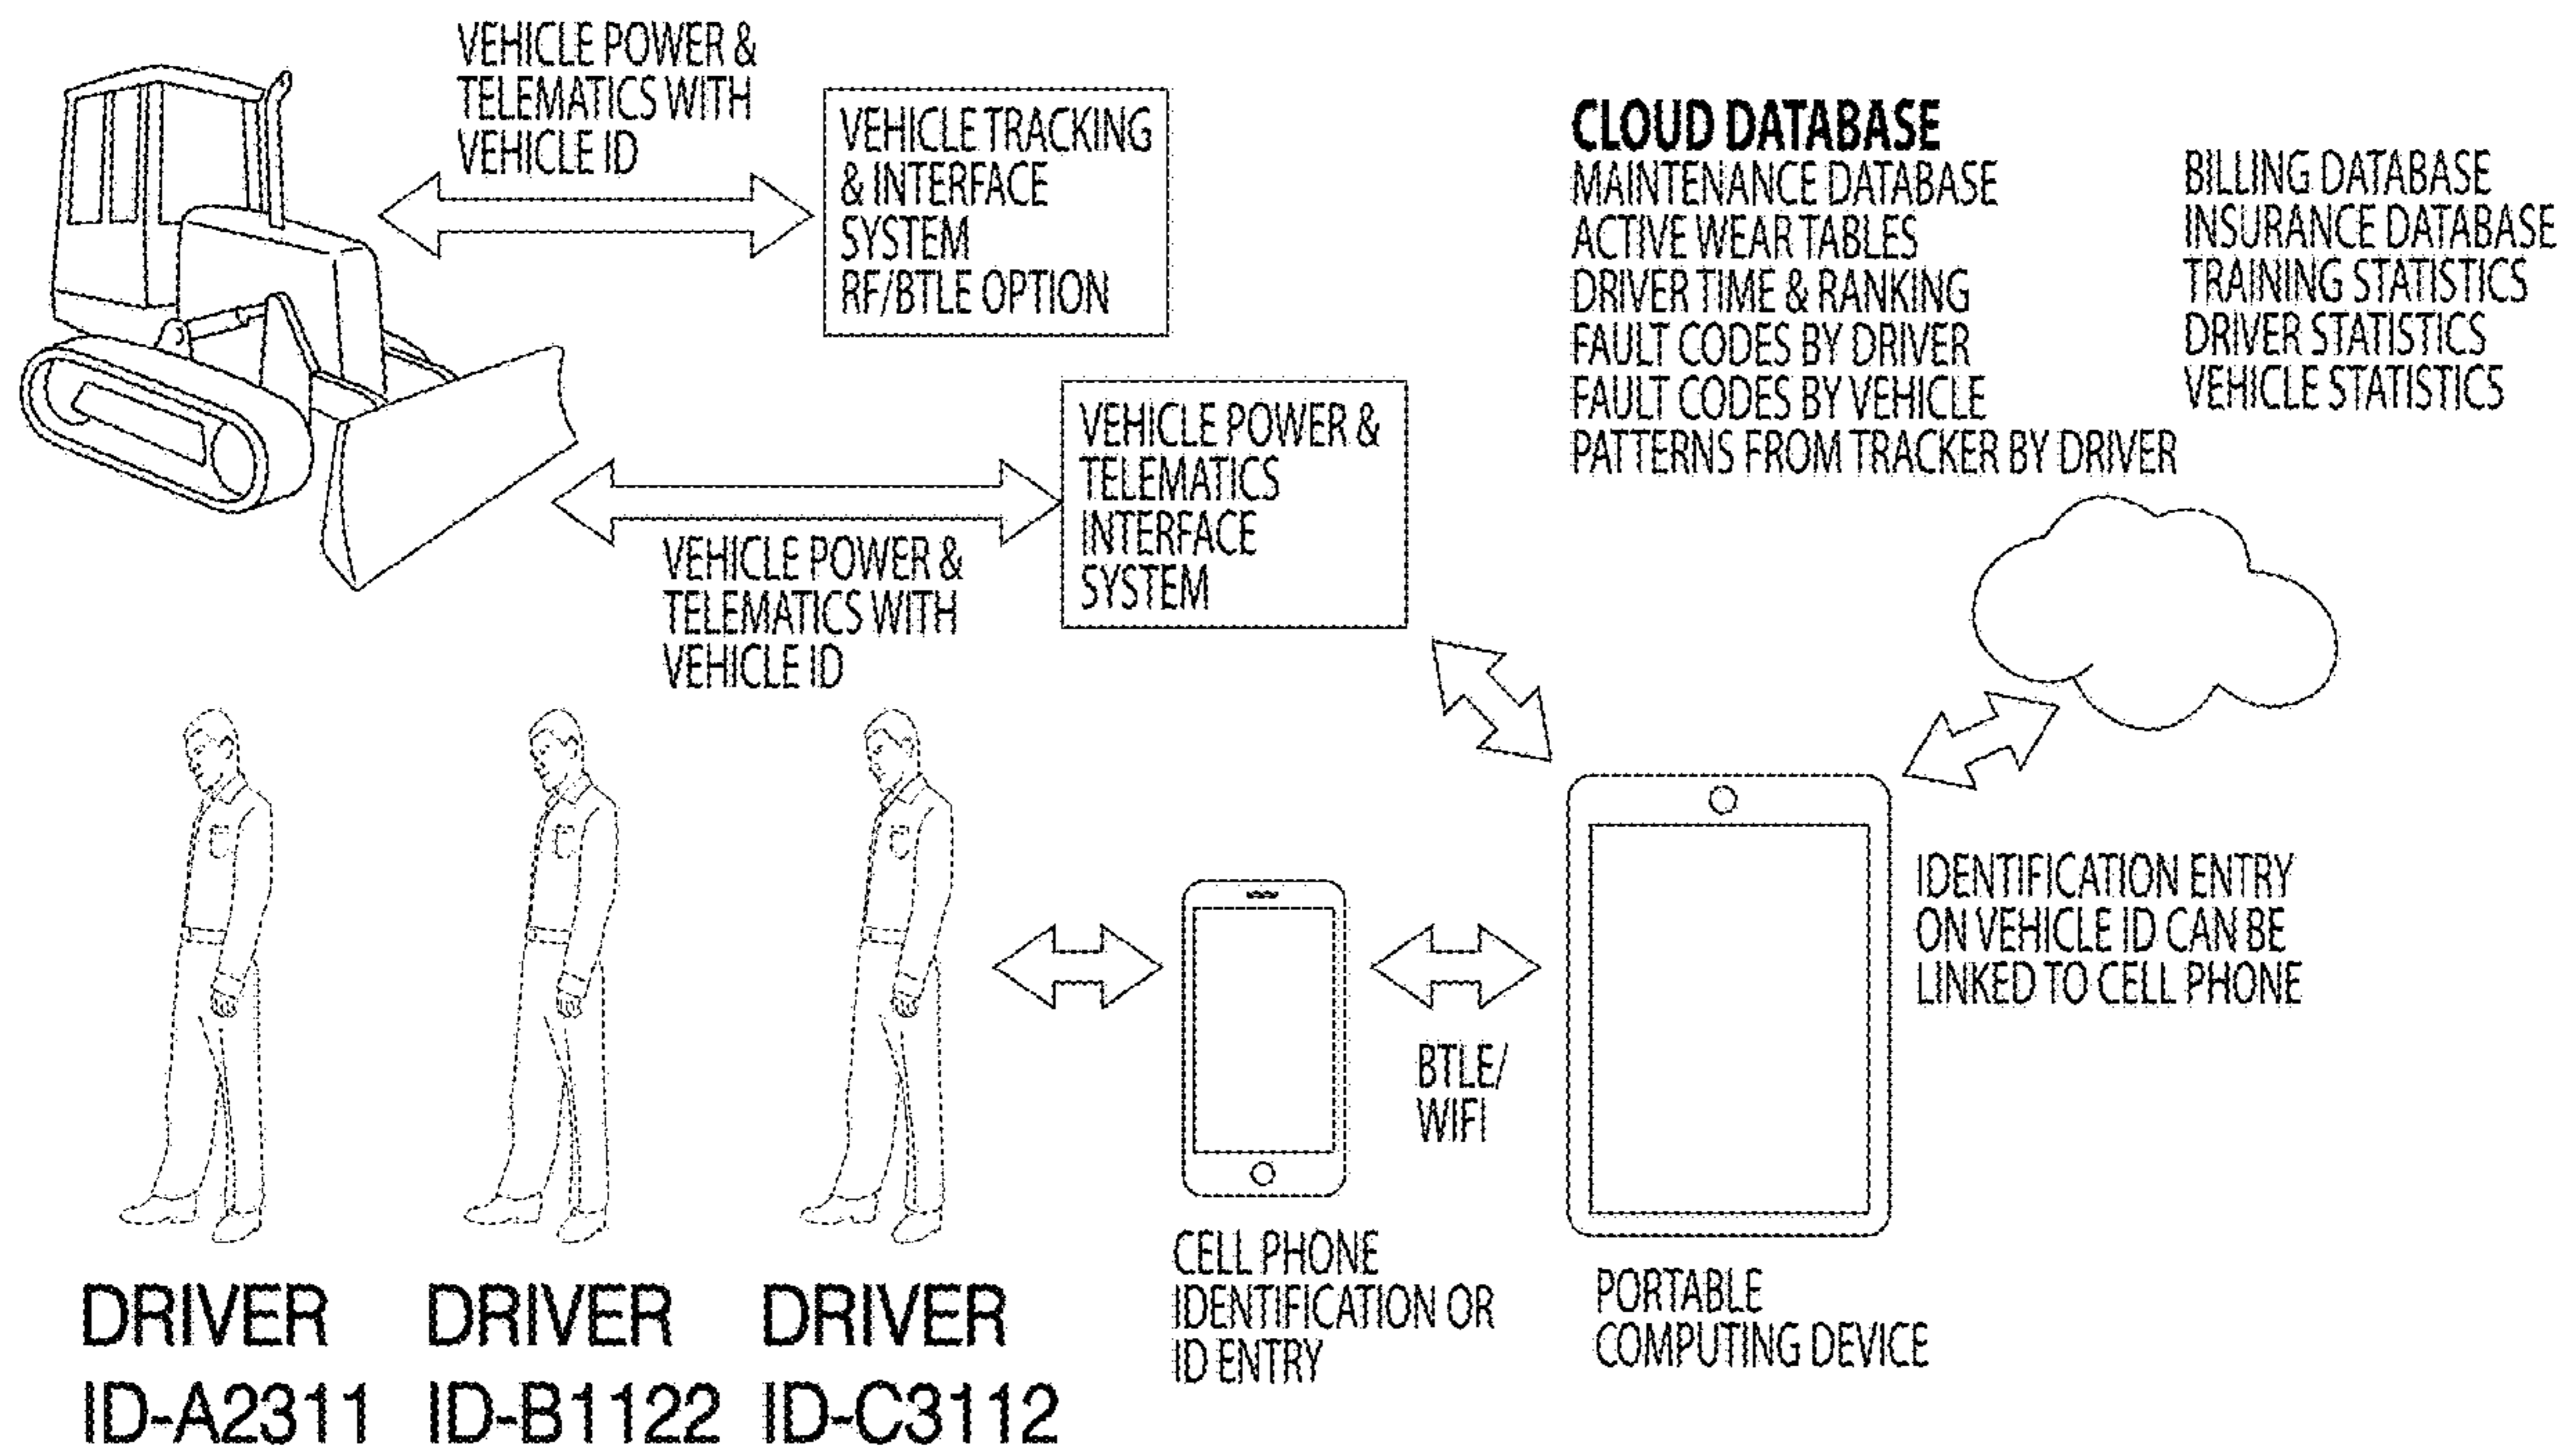 VEHICLE POWER &
TELEMATICS WITH
VEHICLE ID
VEHICLE TRACKING
& INTERFACE
SYSTEM
RF/BTLE OPTION
CLOUD DATABASE
MAINTENANCE DATABASE
ACTIVE WEAR TABLES
DRIVER TIME & RANKING
FAULT CODES BY DRIVER
FAULT CODES BY VEHICLE
PATTERNS FROM TRACKER BY DRIVER
BILLING DATABASE
INSURANCE DATABASE
TRAINING STATISTICS
DRIVER STATISTICS
VEHICLE STATISTICS
VEHICLE POWER &
TELEMATICS
INTERFACE
SYSTEM
VEHICLE POWER &
TELEMATICS WITH
VEHICLE ID
IDENTIFICATION ENTRY
ON VEHICLE ID CAN BE
LINKED TO CELL PHONE
BTLE/
WIFI
CELL PHONE
IDENTIFICATION OR
ID ENTRY
PORTABLE
COMPUTING DEVICE
DRIVER
ID-A2311
DRIVER
ID-B1122
DRIVER
ID-C3112